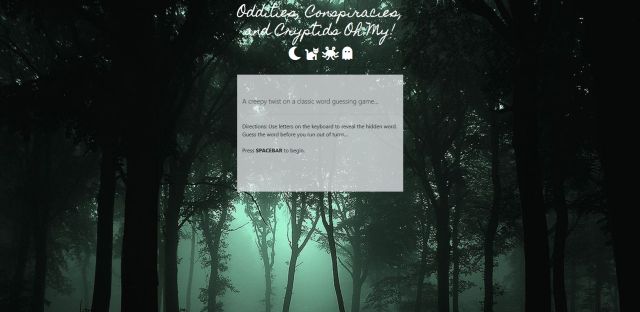 Oddities, Conspiracies,
and Cryptids Oh My!
A creepy twist on a classic word guessing game...
Directions: Use letters on the keyboard to reveal the hidden word.
Guess the word before you run out of turns...
Press SPACEBAR to begin.